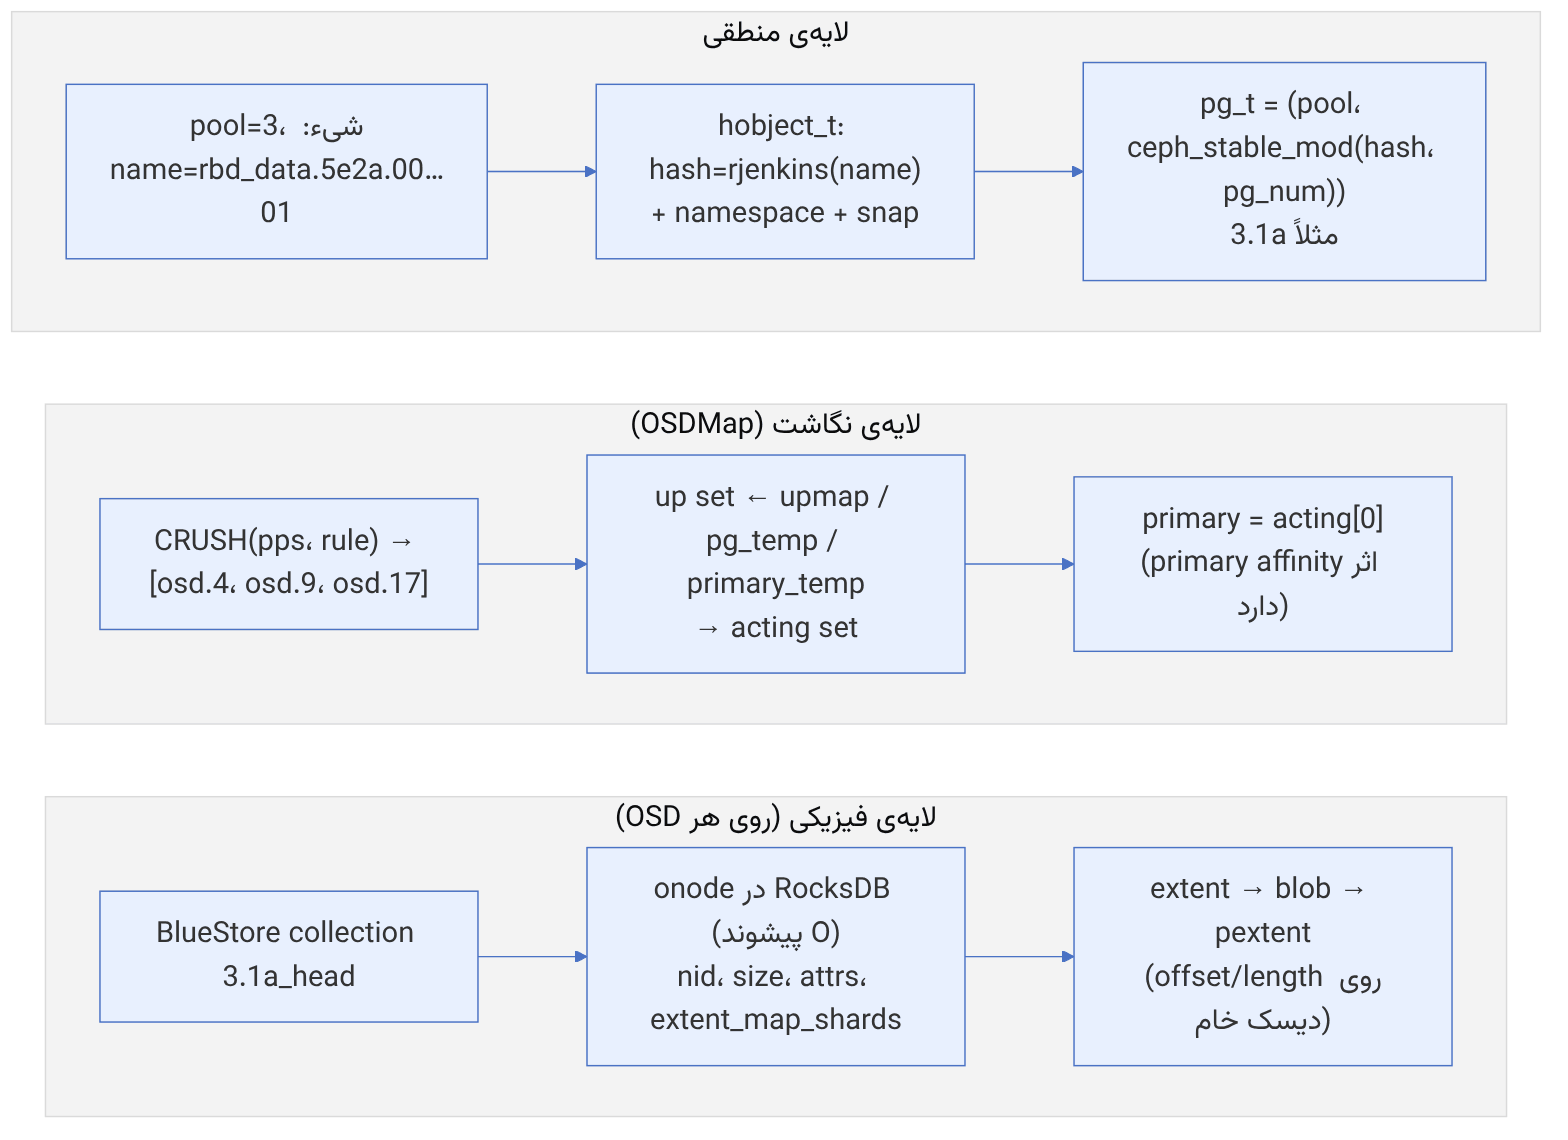 لایه‌ی منطقی
pool=3، شیء:
name=rbd_data.5e2a.00…
01
hobject_t:
hash=rjenkins(name)
+ namespace + snap
pg_t = (pool،
ceph_stable_mod(hash،
pg_num))
مثلاً 3.1a
لایه‌ی نگاشت (OSDMap)
CRUSH(pps، rule) →
[osd.4، osd.9، osd.17]
up set ← upmap /
pg_temp /
primary_temp
→ acting set
primary = acting[0]
(primary affinity اثر
دارد)
لایه‌ی فیزیکی (روی هر OSD)
BlueStore collection
3.1a_head
onode در RocksDB
(پیشوند O)
nid، size، attrs،
extent_map_shards
extent → blob →
pextent
(offset/length روی
دیسک خام)